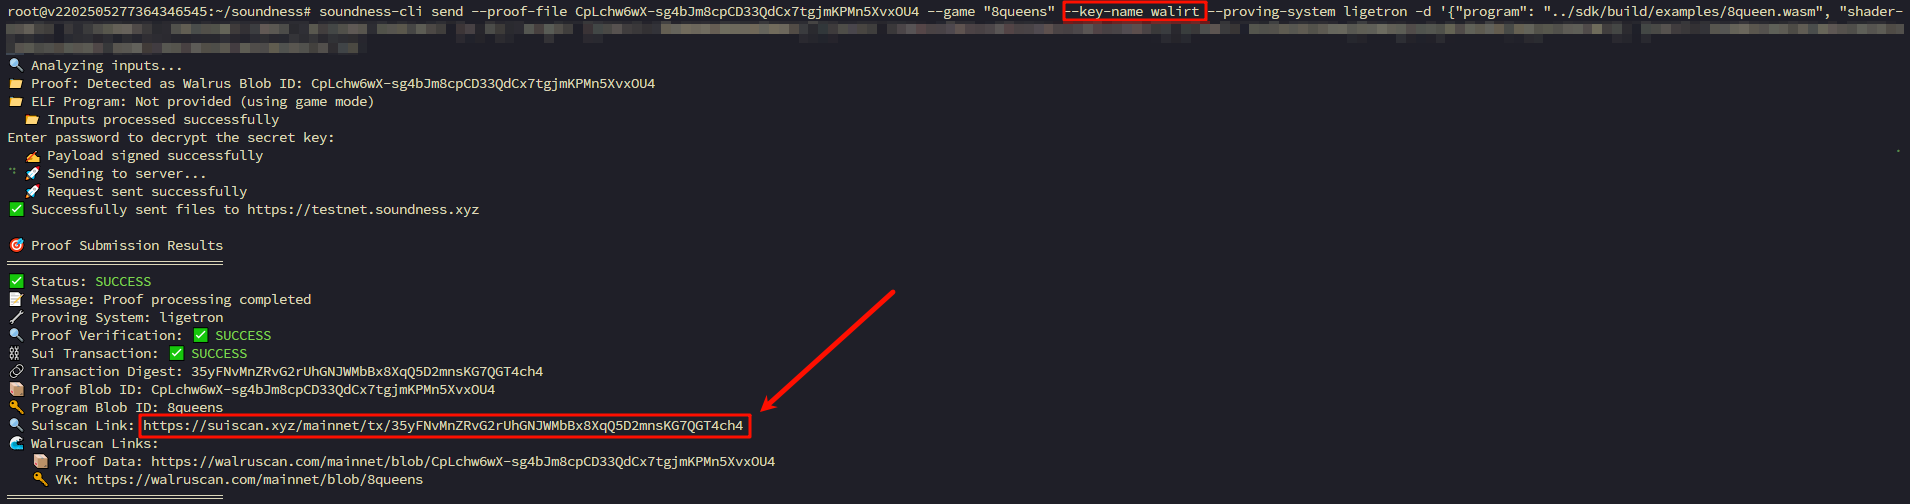 root@v2202505277364346545:~/soundness# soundness-cli send --proof-file CpLchw6wX-sg4bJm8cpCD33QdCx7tgjmKPMn5XvxOU4 --game "8queens" --key-name walirt --proving-system ligetron -d '{"program": "../sdk/build/examples/8queen.wasm", "shader-
Analyzing inputs...
Proof: Detected as Walrus Blob ID: CpLchw6wX-sg4bJm8cpCD33QdCx7tgjmKPMn5XvxOU4
ELF Program: Not provided (using game mode)
Inputs processed successfully
Enter password to decrypt the secret key:
Payload signed successfully
Sending to server...
Request sent successfully
Successfully sent files to https://testnet.soundness.xyz
Proof Submission Results
Status: SUCCESS
Message: Proof processing completed
Proving System: ligetron
Proof Verification: ✅ SUCCESS
Sui Transaction: ✅ SUCCESS
Transaction Digest: 35yFNvMnZRvG2rUhGNJWMbBx8XqQ5D2mnsKG7QGT4ch4
Proof Blob ID: CpLchw6wX-sg4bJm8cpCD33QdCx7tgjmKPMn5XvxOU4
Program Blob ID: 8queens
Suiscan Link: https://suiscan.xyz/mainnet/tx/35yFNvMnZRvG2rUhGNJWMbBx8XqQ5D2mnsKG7QGT4ch4
Walruscan Links:
Proof Data: https://walruscan.com/mainnet/blob/CpLchw6wX-sg4bJm8cpCD33QdCx7tgjmKPMn5XvxOU4
VK: https://walruscan.com/mainnet/blob/8queens